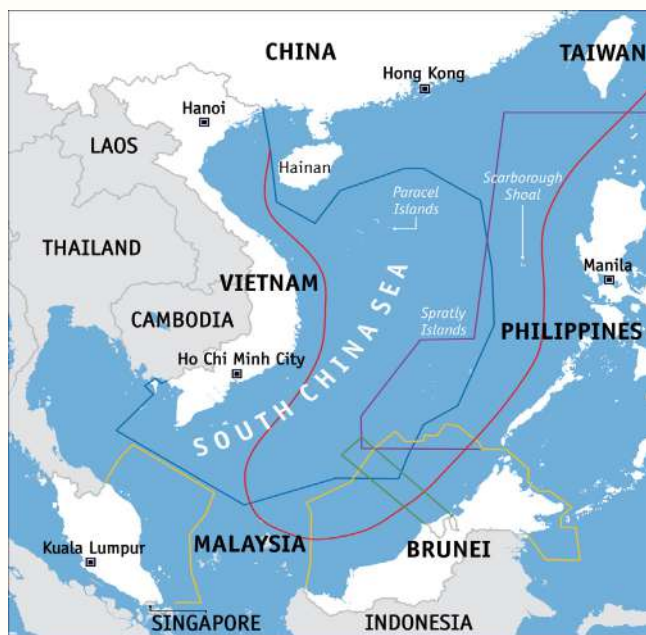 CHINA
TAIWAN
Hong Kong
Hanoi
LAOS
Hainan
Paracel
Islands
Scarborough
Shoal
THAILAND
VIETNAM
Manila
CAMBODIA
Spratly
Islands
PHILIPPINES
Ho Chi Minh City
SOUTH CHINA SEA
Kuala Lumpur
MALAYSIA
BRUNEI
SINGAPORE
INDONESIA